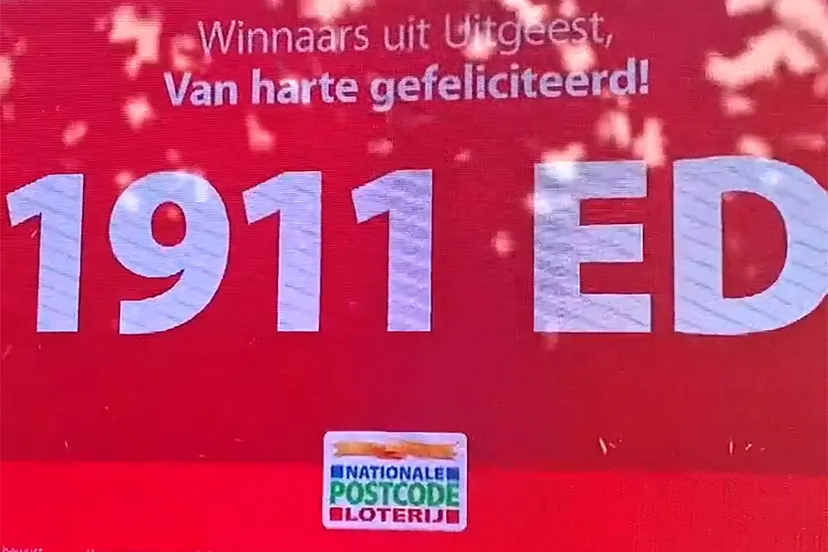 Winnaars uit Uitgeest,
Van harte gefeliciteerd!
1911 ED
NATIONALE
POSTCODE
LOTERIJ